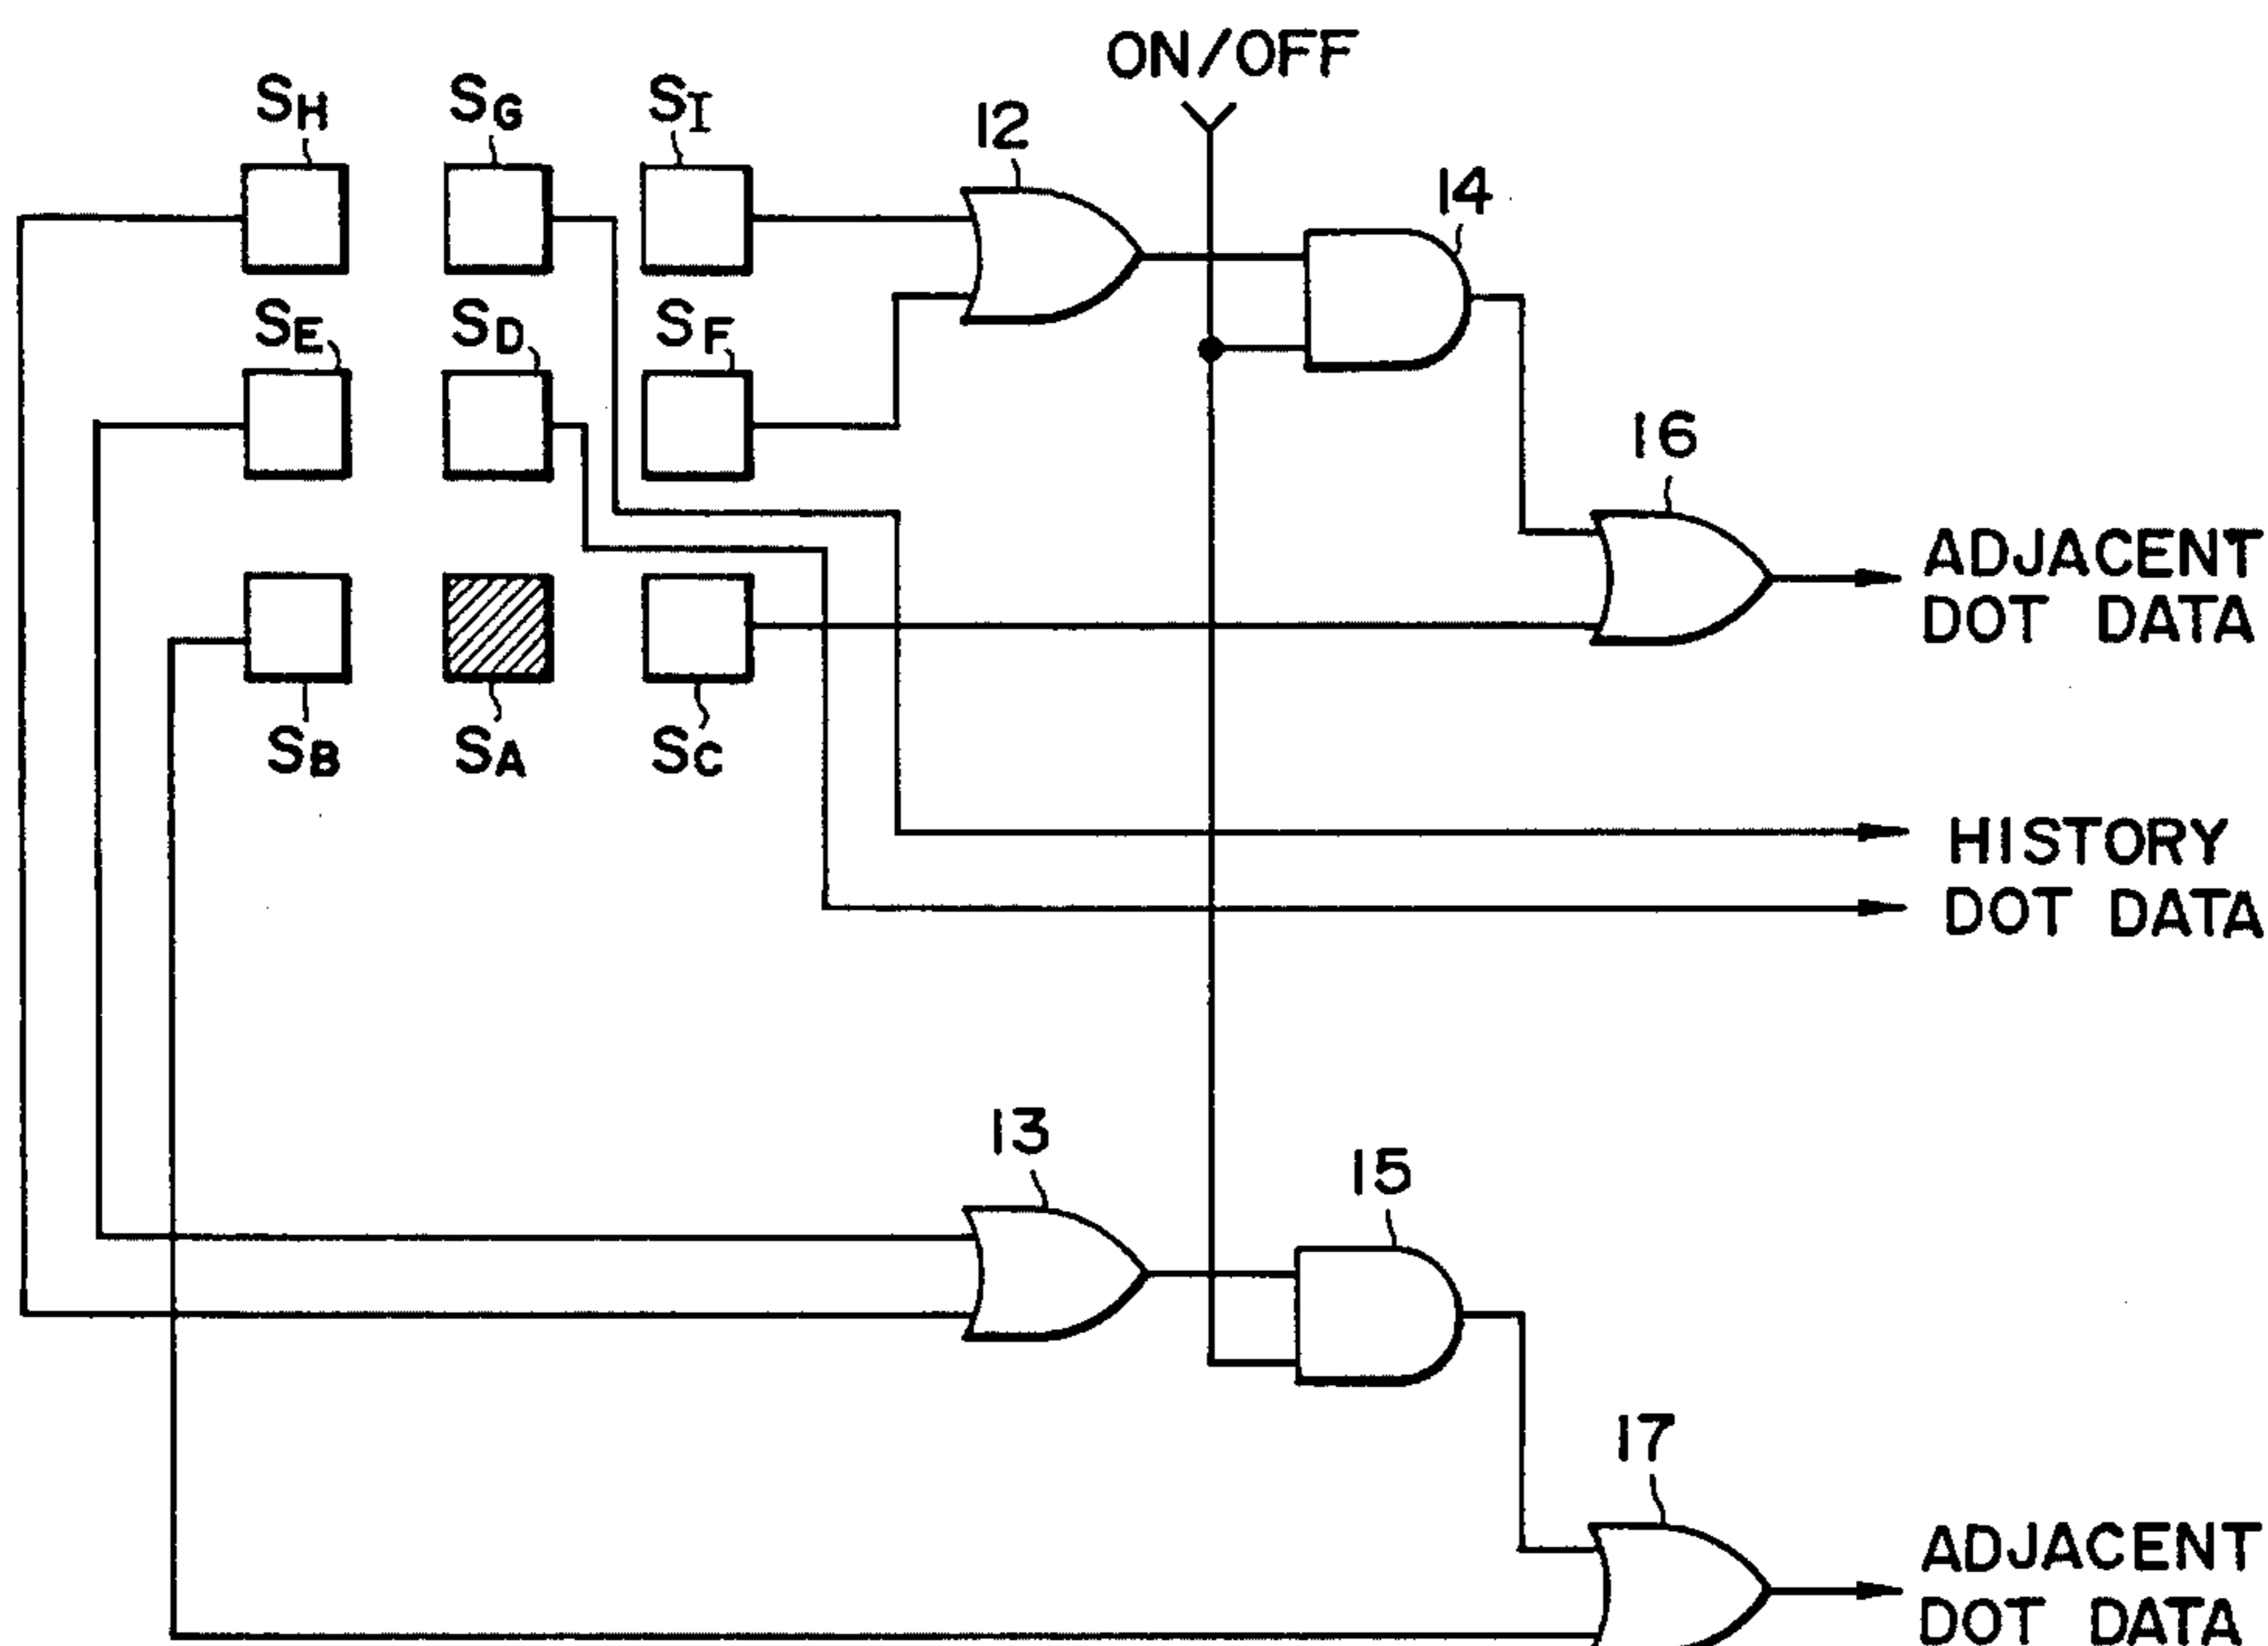 ON/OFF
SH SG SI
12
14
SE SD SF
16
ADJACENT
DOT DATA
SB SA SC
HISTORY
DOT DATA
13
15
17
ADJACENT
DOT DATA